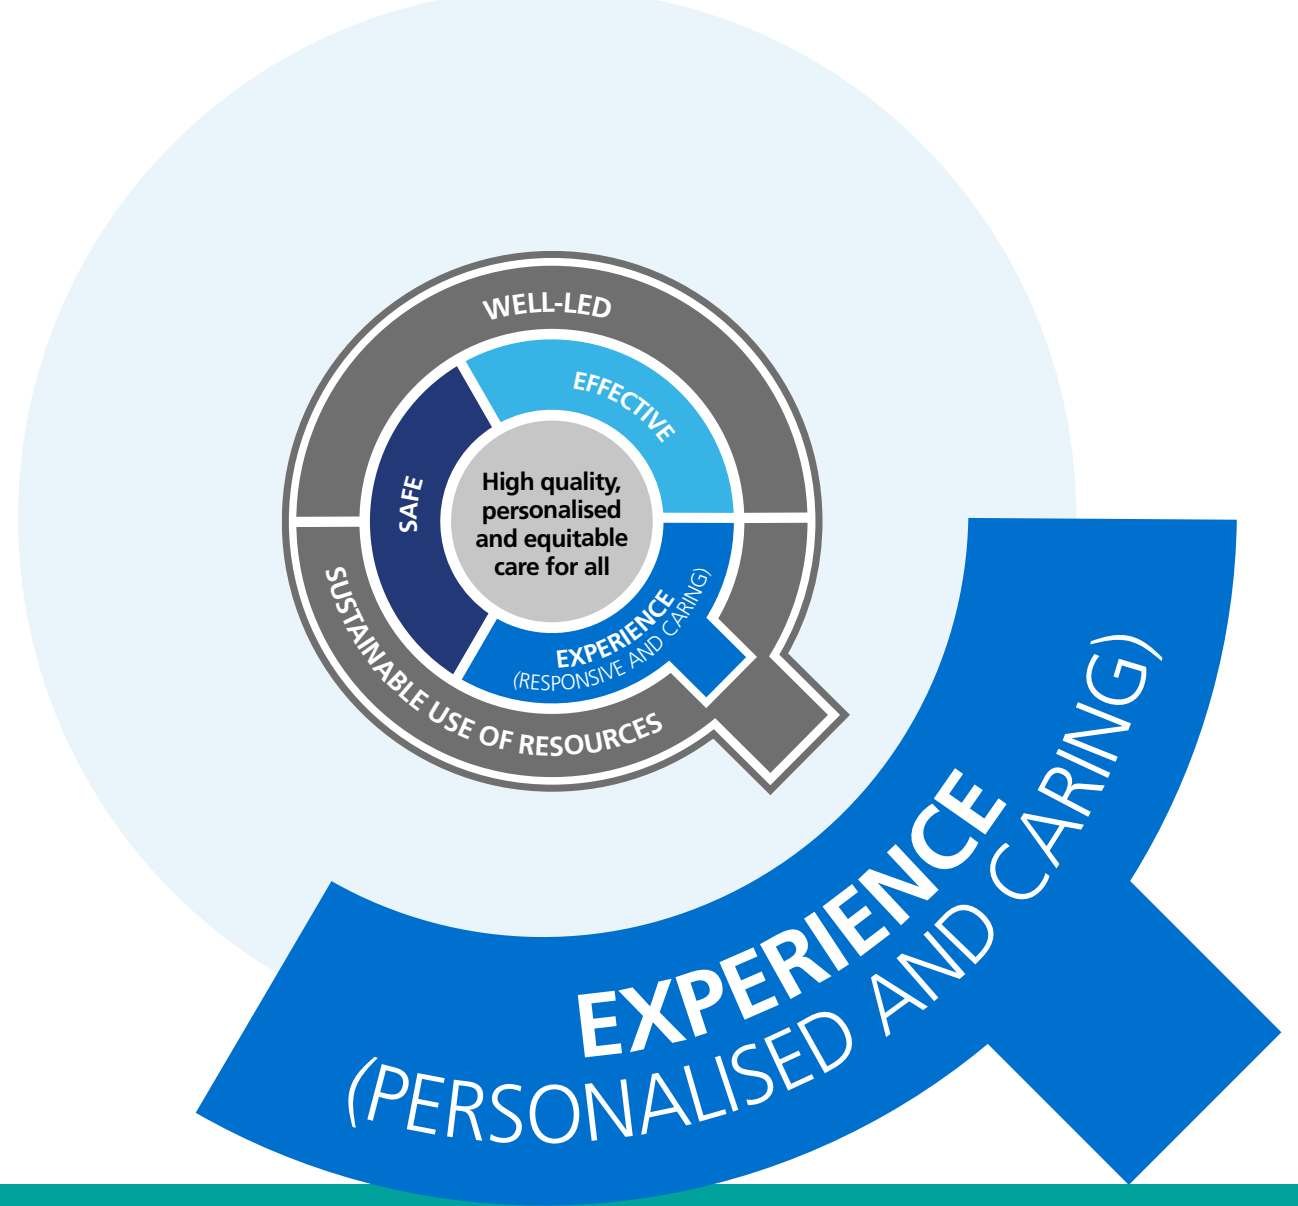 WELL-LED
EFFECTIVE
SAFE
High quality,
personalised
and equitable
care for all
EXPERIENCE
(RESPONSIVE AND CARING)
SUSTAINABLE USE OF RESOURCES
EXPERIENCE
(PERSONALISED AND CARING)